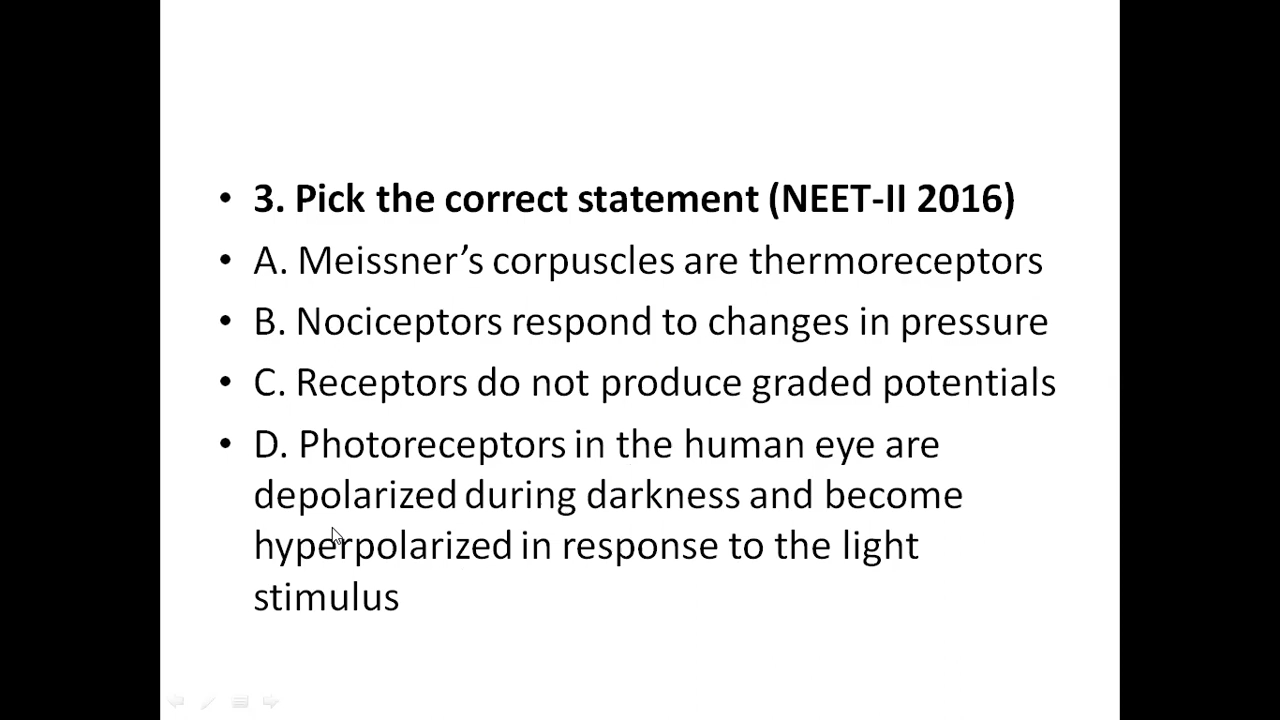 • 3. Pick the correct statement (NEET-II 2016)
• A. Meissner’s corpuscles are thermoreceptors
• B. Nociceptors respond to changes in pressure
• C. Receptors do not produce graded potentials
• D. Photoreceptors in the human eye are
depolarized during darkness and become
hyperpolarized in response to the light
stimulus